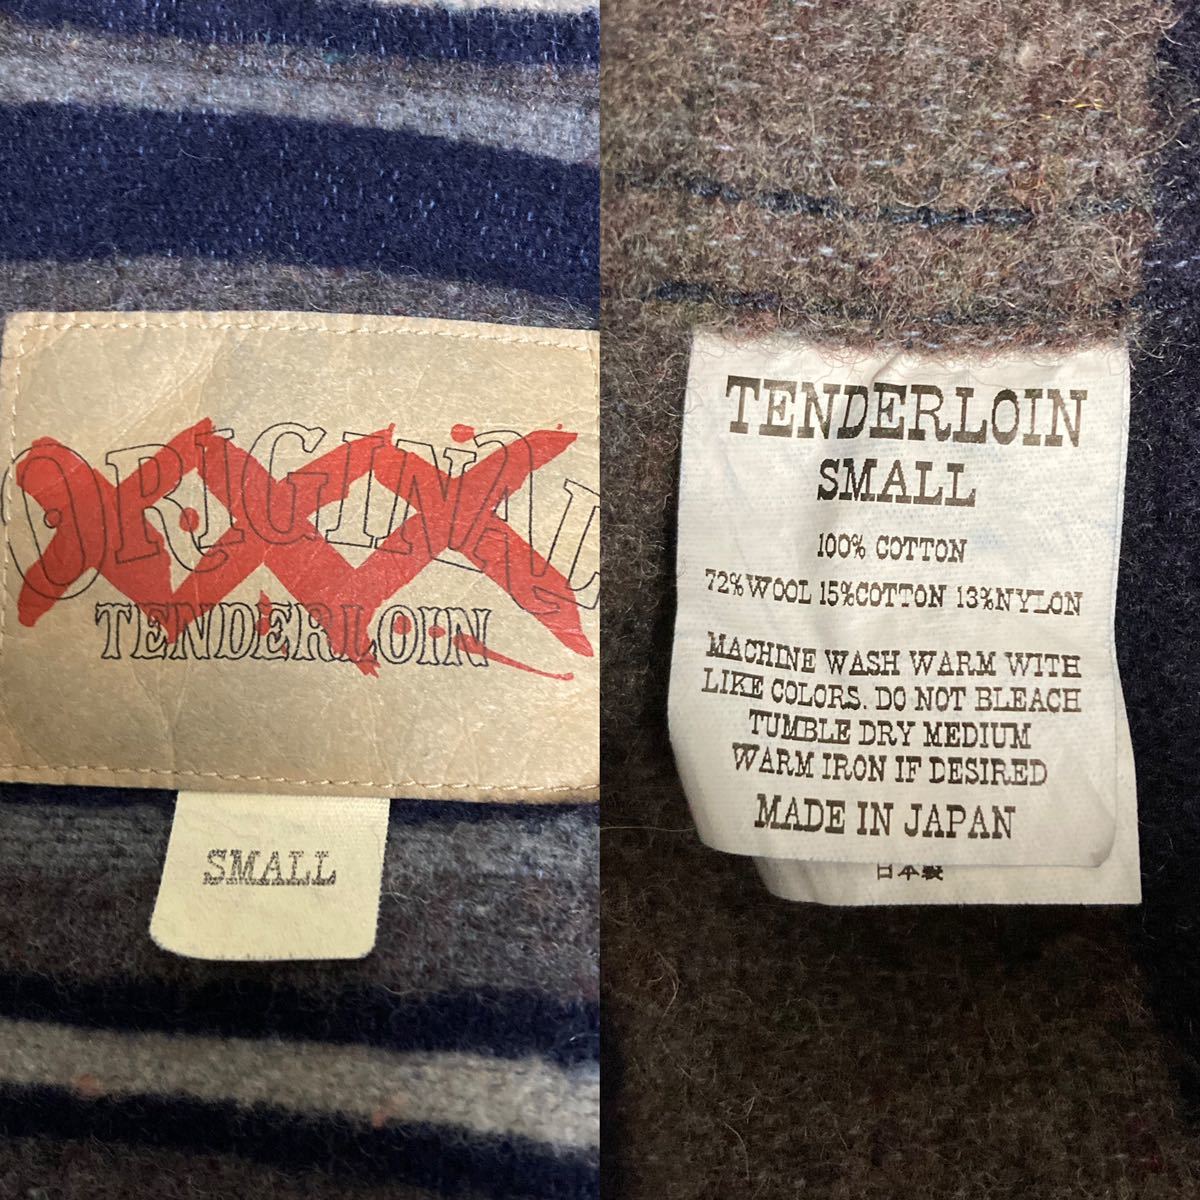 ORIGINAL
TENDERLOIN
SMALL
TENDERLOIN
SMALL
100% COTTON
72%WOOL 15%COTTON 13%NYLON
MACHINE WASH WARM WITH
LIKE COLORS. DO NOT BLEACH
TUMBLE DRY MEDIUM
WARM IRON IF DESIRED
MADE IN JAPAN
日本製